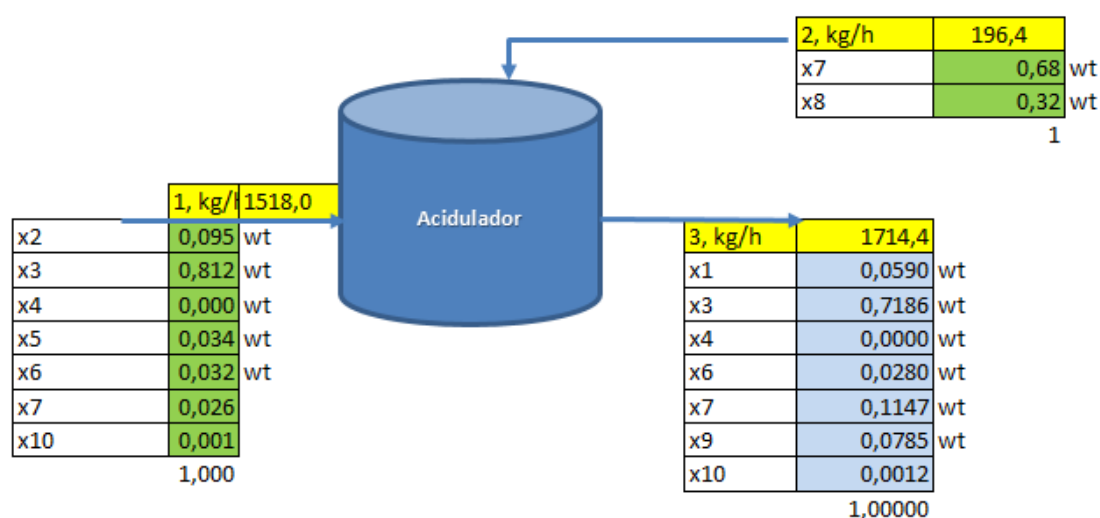 2, kg/h 196,4
x7 0,68 wt
x8 0,32 wt
1
1, kg/h 1518,0
Acidulador
x2 0,095 wt
x3 0,812 wt
x4 0,000 wt
x5 0,034 wt
x6 0,032 wt
x7 0,026
x10 0,001
1,000
3, kg/h 1714,4
x1 0,0590 wt
x3 0,7186 wt
x4 0,0000 wt
x6 0,0280 wt
x7 0,1147 wt
x9 0,0785 wt
x10 0,0012
1,00000